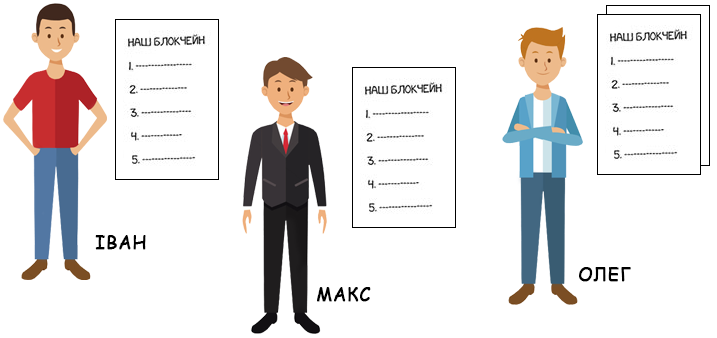 НАШ БЛОКЧЕЙН
1.
2.
3.
4.
5.
ІВАН
НАШ БЛОКЧЕЙН
1.
2.
3.
4.
5.
МАКС
НАШ БЛОКЧЕЙН
1.
2.
3.
4.
5.
ОЛЕГ